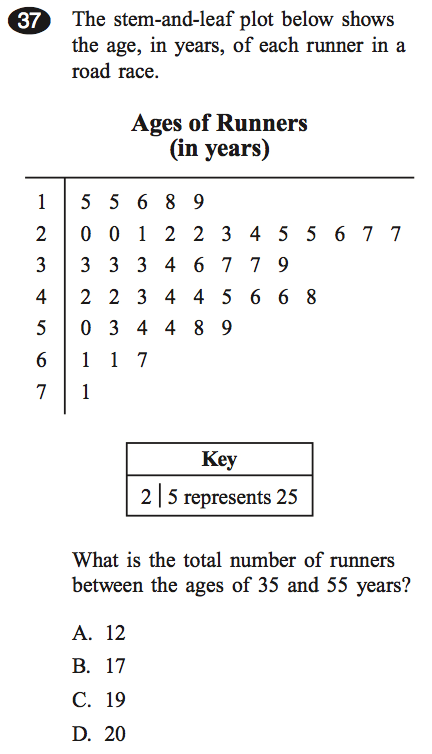 37 The stem-and-leaf plot below shows
the age, in years, of each runner in a
road race.
Ages of Runners
(in years)
1 | 5 5 6 8 9
2 | 0 0 1 2 2 3 4 5 5 6 7 7
3 | 3 3 3 4 6 7 7 9
4 | 2 2 3 4 4 5 6 6 8
5 | 0 3 4 4 8 9
6 | 1 1 7
7 | 1
Key
2 | 5 represents 25
What is the total number of runners
between the ages of 35 and 55 years?
A. 12
B. 17
C. 19
D. 20